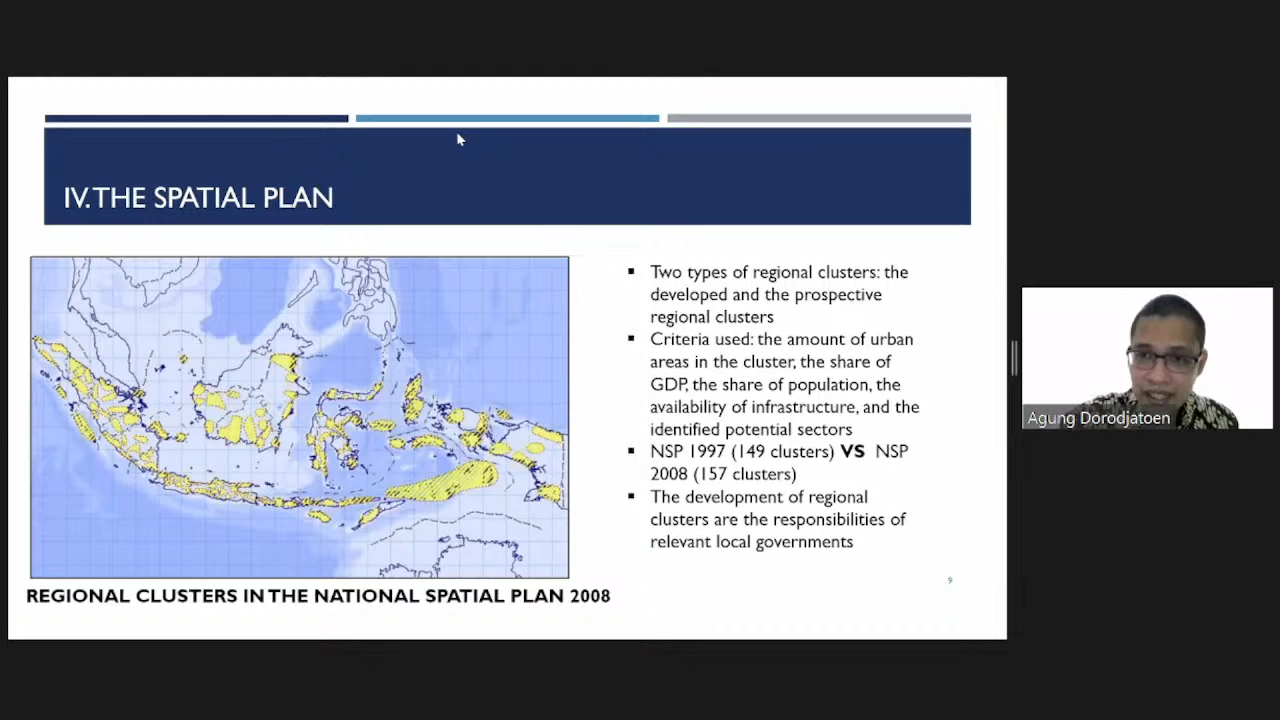 IV. THE SPATIAL PLAN
▪ Two types of regional clusters: the
developed and the prospective
regional clusters
▪ Criteria used: the amount of urban
areas in the cluster, the share of
GDP, the share of population, the
availability of infrastructure, and the
identified potential sectors
▪ NSP 1997 (149 clusters) VS NSP
2008 (157 clusters)
▪ The development of regional
clusters are the responsibilities of
relevant local governments
REGIONAL CLUSTERS IN THE NATIONAL SPATIAL PLAN 2008
9
Agung Dorodjatoen